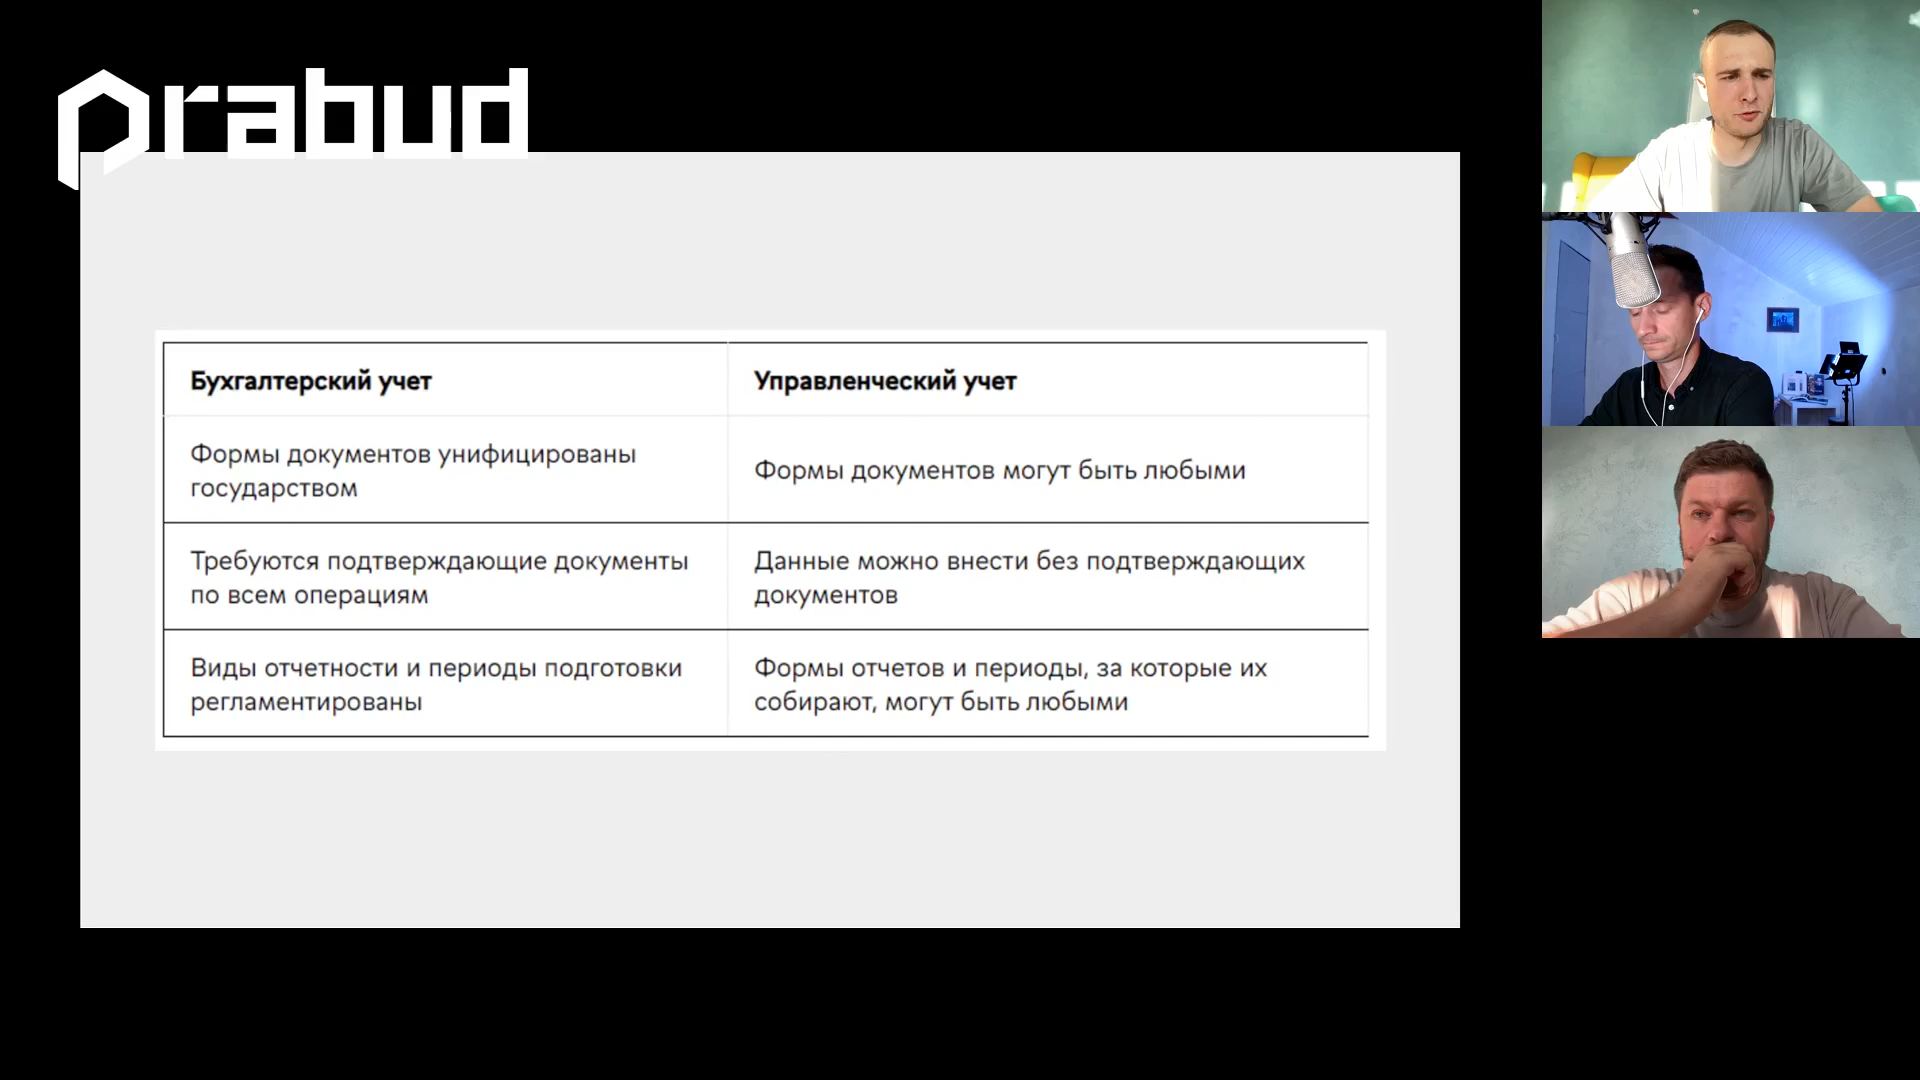 prabud
Бухгалтерский учет
Управленческий учет
Формы документов унифицированы
государством
Формы документов могут быть любыми
Требуются подтверждающие документы
по всем операциям
Данные можно внести без подтверждающих
документов
Виды отчетности и периоды подготовки
регламентированы
Формы отчетов и периоды, за которые их
собирают, могут быть любыми